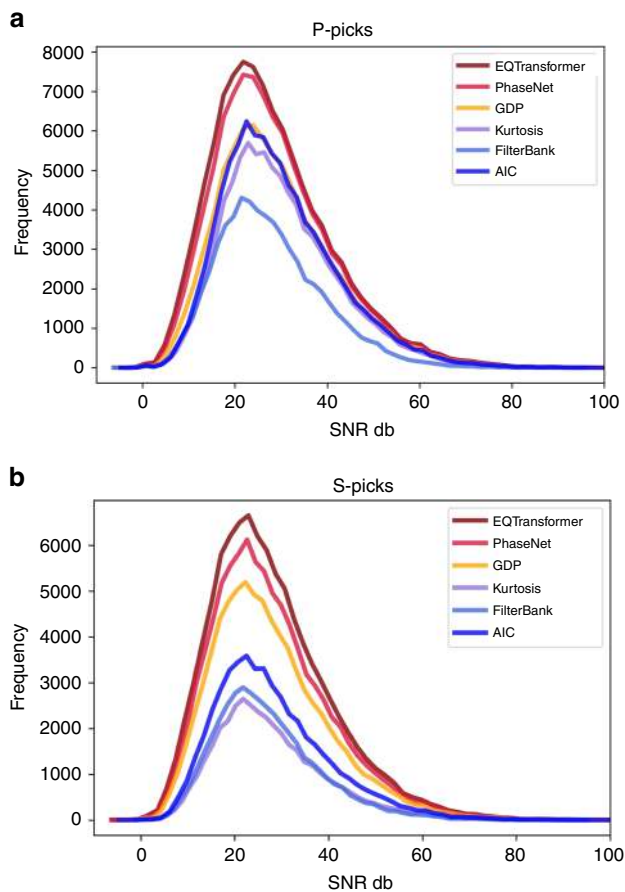 a
P-picks
8000
7000
6000
5000
4000
3000
2000
1000
0
Frequency
EQTransformer
PhaseNet
GDP
Kurtosis
FilterBank
AIC
0 20 40 60 80 100
SNR db
b
S-picks
6000
5000
4000
3000
2000
1000
0
Frequency
EQTransformer
PhaseNet
GDP
Kurtosis
FilterBank
AIC
0 20 40 60 80 100
SNR db